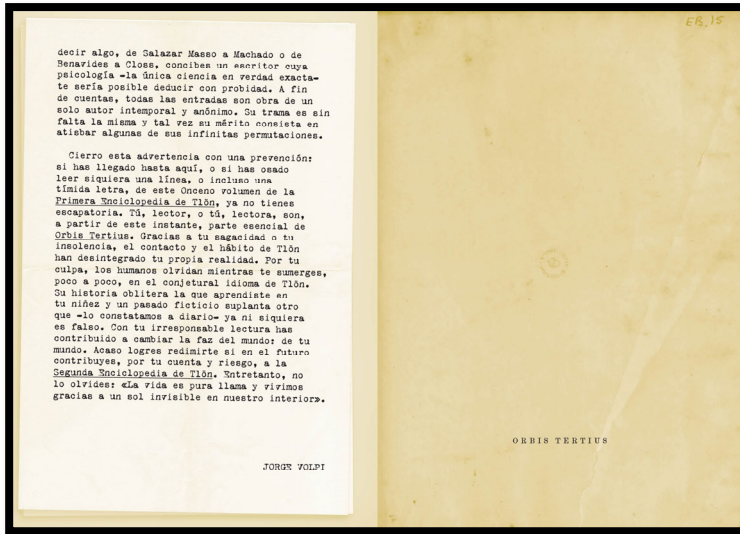 decir algo, de Salazar Masso a Machado o de
Benavides a Closs, concibes un escritor cuya
psicología -la única ciencia en verdad exacta-
te sería posible deducir con probidad. A fin
de cuentas, todas las entradas son obra de un
solo autor intemporal y anónimo. Su trama es sin
falta la misma y tal vez su mérito consista en
atisbar algunas de sus infinitas permutaciones.
Cierro esta advertencia con una prevención:
si has llegado hasta aquí, o si has osado
leer siquiera una línea, o incluso una
tímida letra, de este Onceno volumen de la
Primera Enciclopedia de Tlön, ya no tienes
escapatoria. Tú, lector, o tú, lectora, son,
a partir de este instante, parte esencial de
Orbis Tertius. Gracias a tu sagacidad o tu
insolencia, el contacto y el hábito de Tlön
han desintegrado tu propia realidad. Por tu
culpa, los humanos olvidan mientras te sumerges,
poco a poco, en el conjetural idioma de Tlön.
Su historia oblitera la que aprendiste en
tu niñez y un pasado ficticio suplanta otro
que -lo constatamos a diario- ya ni siquiera
es falso. Con tu irresponsable lectura has
contribuido a cambiar la faz del mundo: de tu
mundo. Acaso logres redimirte si en el futuro
contribuyes, por tu cuenta y riesgo, a la
Segunda Enciclopedia de Tlön. Entretanto, no
lo olvides: «La vida es pura llama y vivimos
gracias a un sol invisible en nuestro interior».
JORGE VOLPI
EB_15
ORBIS TERTIUS